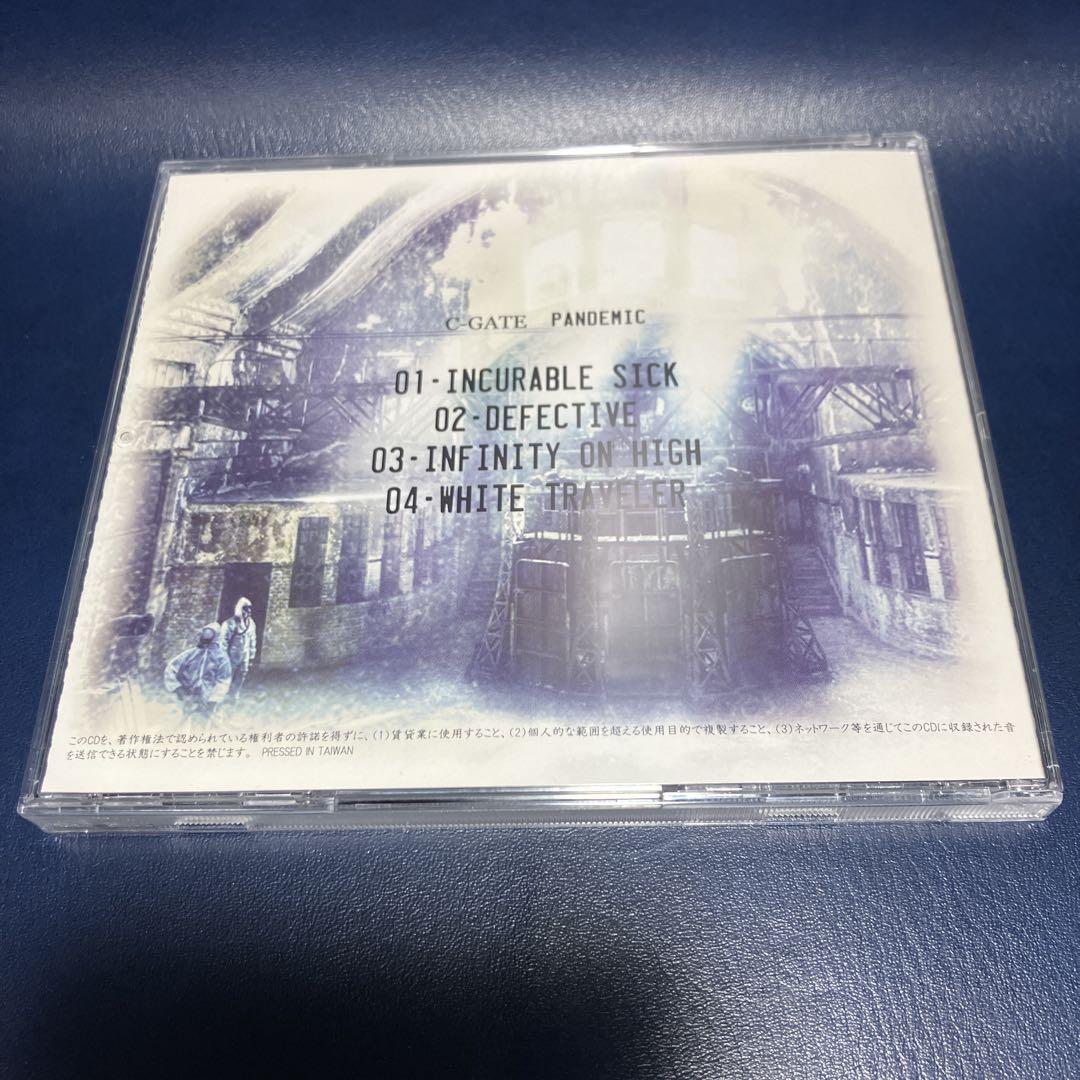 C-GATE PANDEMIC
01-INCURABLE SICK
02-DEFECTIVE
03-INFINITY ON HIGH
04-WHITE TRAVELER
このCDを、著作権法で認められている権利者の許諾を得ずに、(1)賃貸業に使用すること、(2)個人的な範囲を超える使用目的で複製すること、(3)ネットワーク等を通じてこのCDに収録された音
を送信できる状態にすることを禁じます。 PRESSED IN TAIWAN